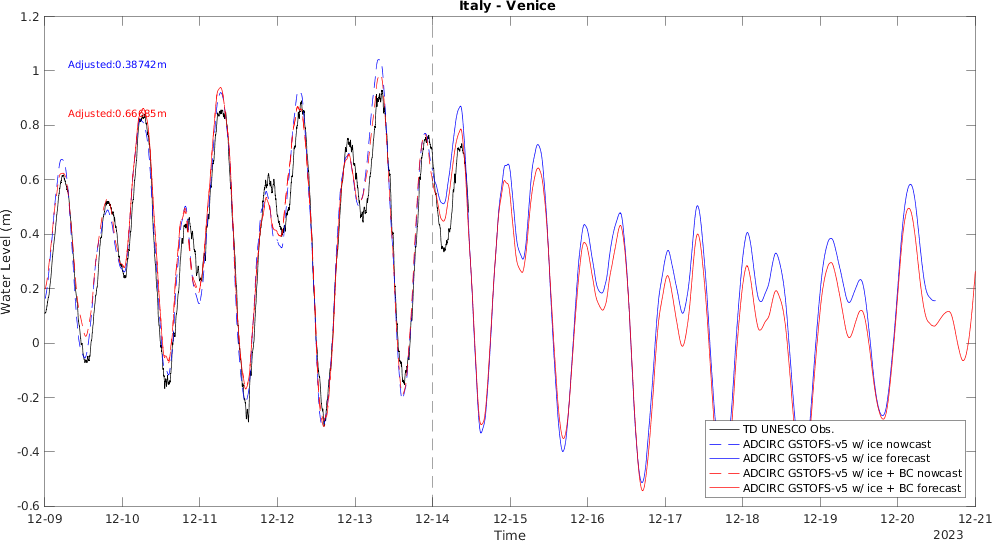 Italy - Venice
Adjusted:0.38742m
Water Level (m)
1.2
1
0.8
0.6
0.4
0.2
0
-0.2
-0.4
-0.6
TD UNESCO Obs.
ADCIRC GSTOFS-v5 w/ ice nowcast
ADCIRC GSTOFS-v5 w/ ice forecast
ADCIRC GSTOFS-v5 w/ ice + BC nowcast
ADCIRC GSTOFS-v5 w/ ice + BC forecast
12-09 12-10 12-11 12-12 12-13 12-14 12-15 12-16 12-17 12-18 12-19 12-20 12-21
Time
2023